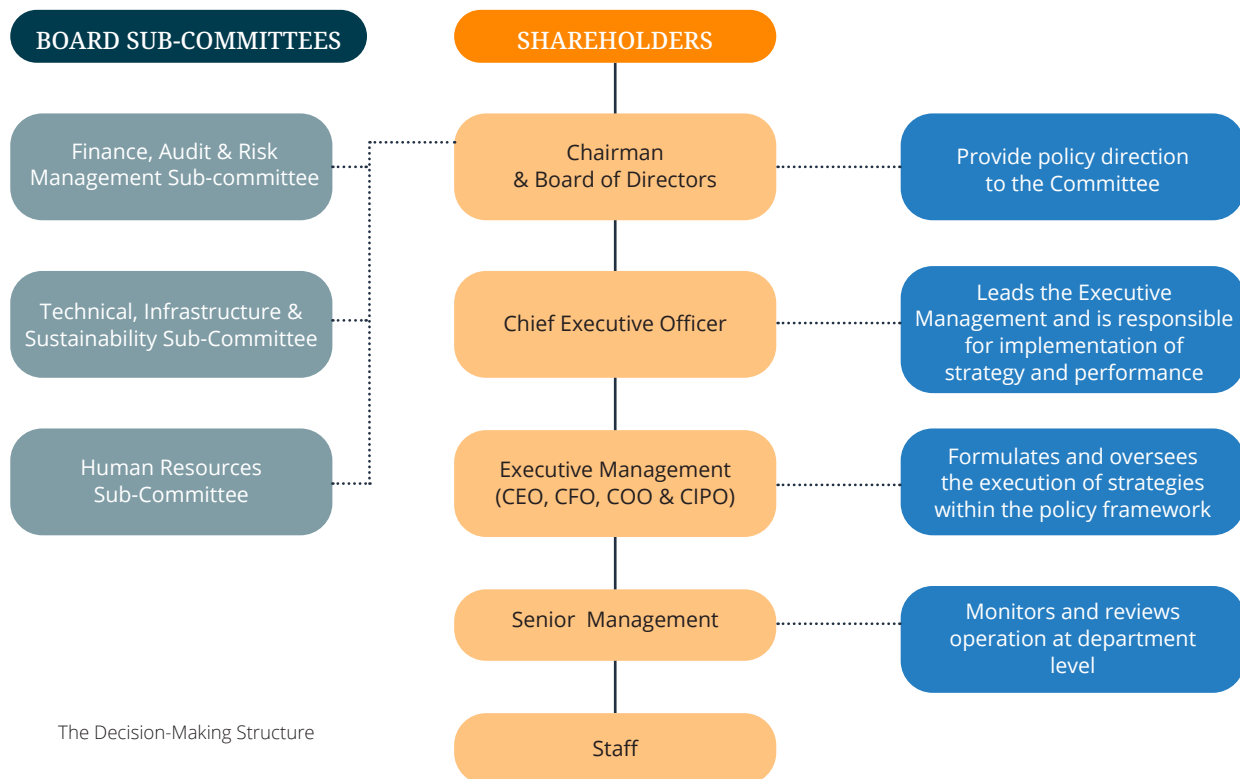 BOARD SUB-COMMITTEES
SHAREHOLDERS
Finance, Audit & Risk
Management Sub-committee
Chairman
& Board of Directors
Provide policy direction
to the Committee
Technical, Infrastructure &
Sustainability Sub-Committee
Chief Executive Officer
Leads the Executive
Management and is responsible
for implementation of
strategy and performance
Human Resources
Sub-Committee
Executive Management
(CEO, CFO, COO & CIPO)
Formulates and oversees
the execution of strategies
within the policy framework
Senior Management
Monitors and reviews
operation at department
level
The Decision-Making Structure
Staff